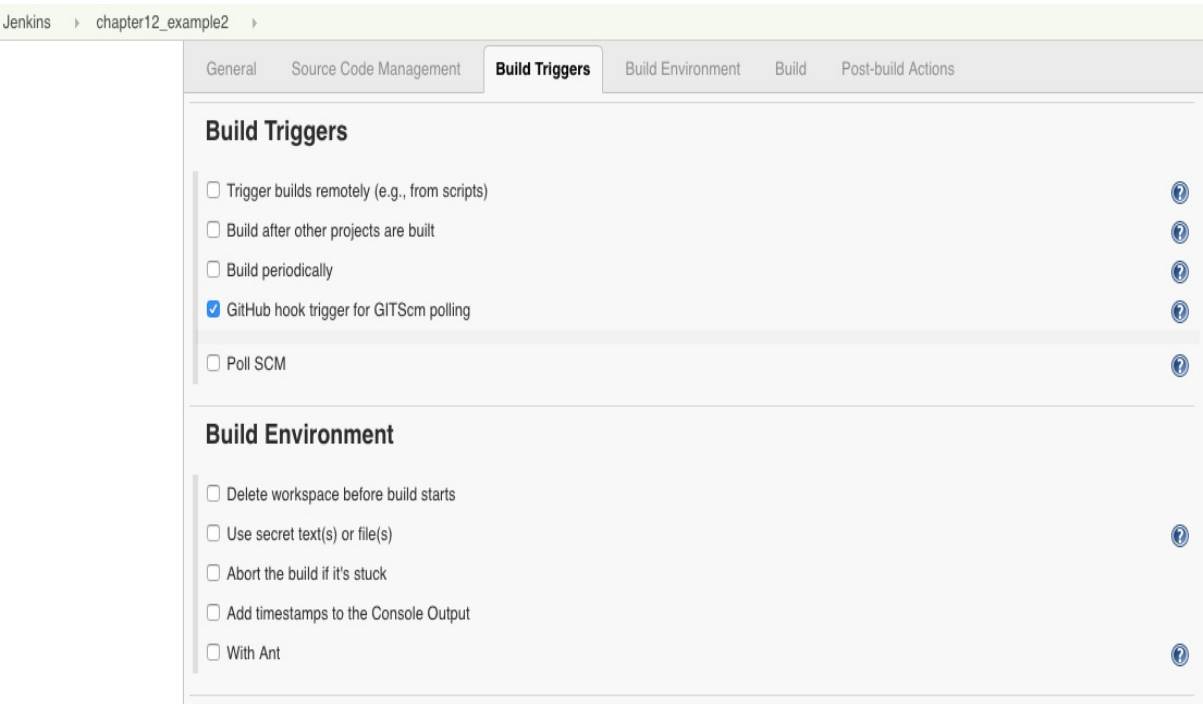 Jenkins chapter12_example2
General Source Code Management Build Triggers Build Environment Build Post-build Actions
Build Triggers
Trigger builds remotely (e.g., from scripts)
Build after other projects are built
Build periodically
GitHub hook trigger for GITScm polling
Poll SCM
Build Environment
Delete workspace before build starts
Use secret text(s) or file(s)
Abort the build if it's stuck
Add timestamps to the Console Output
With Ant